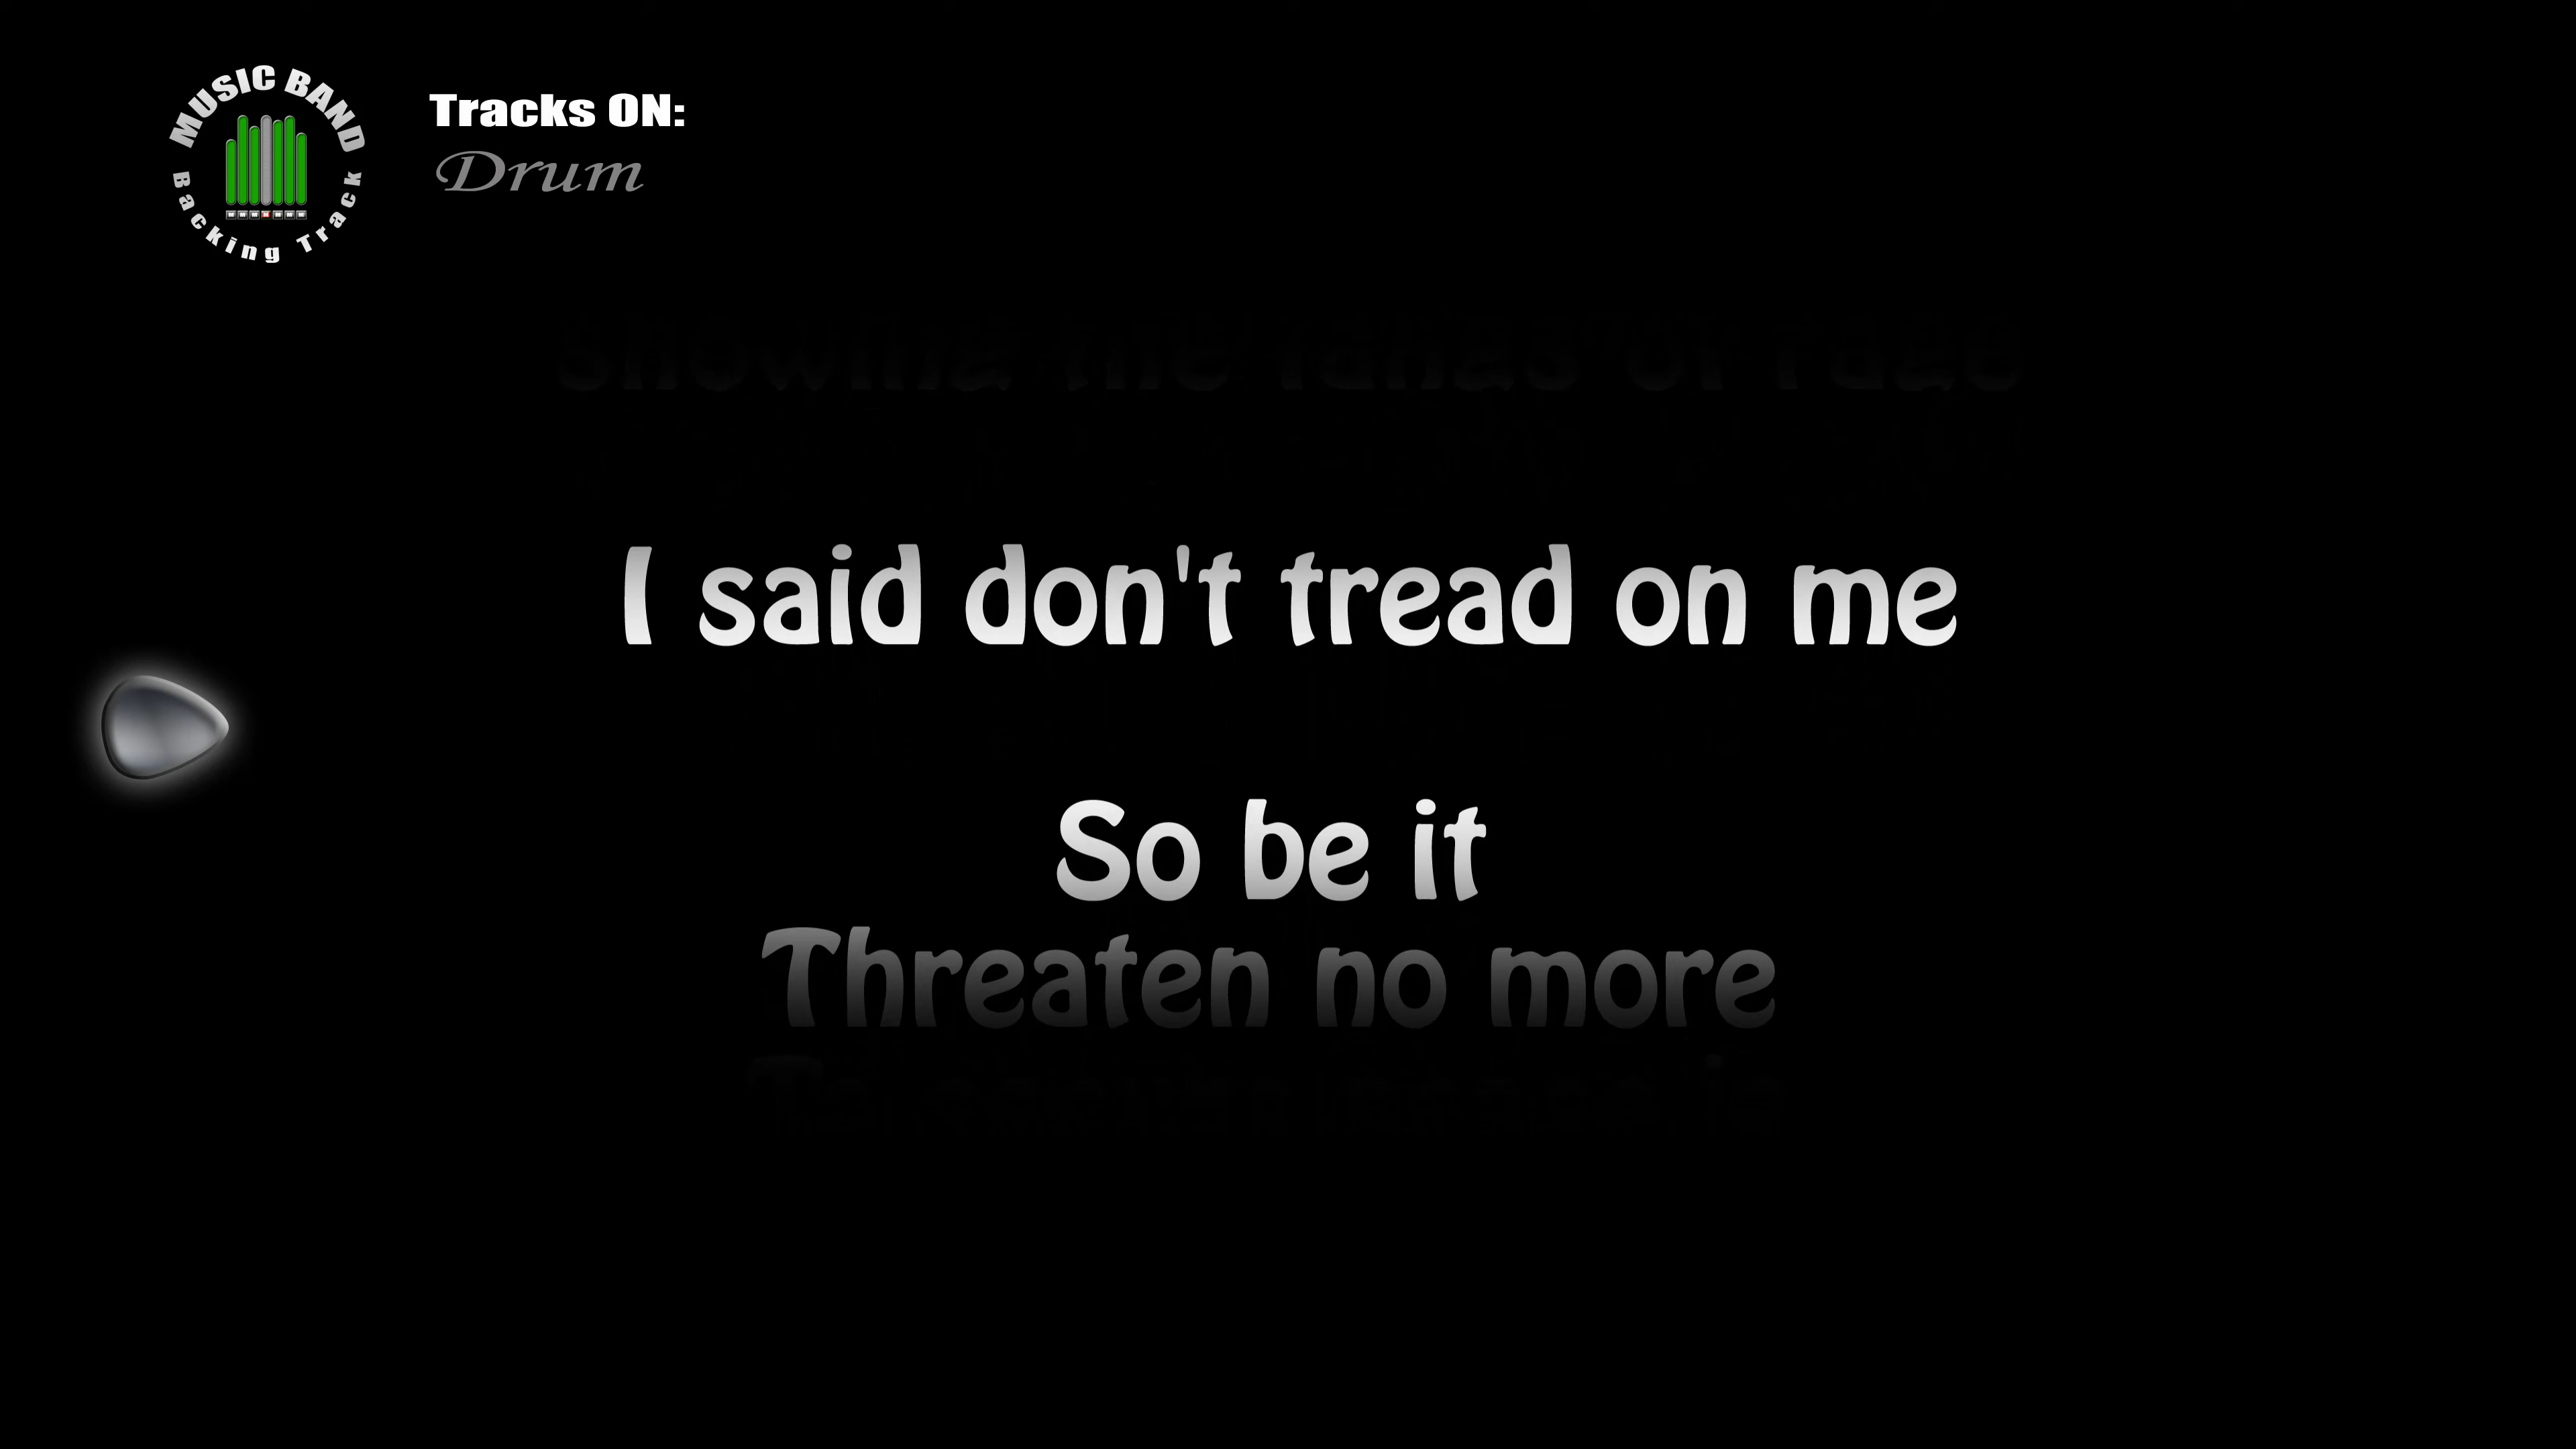 MUSIC BAND
Backing Track
Tracks ON:
Drum
I said don't tread on me
So be it
Threaten no more